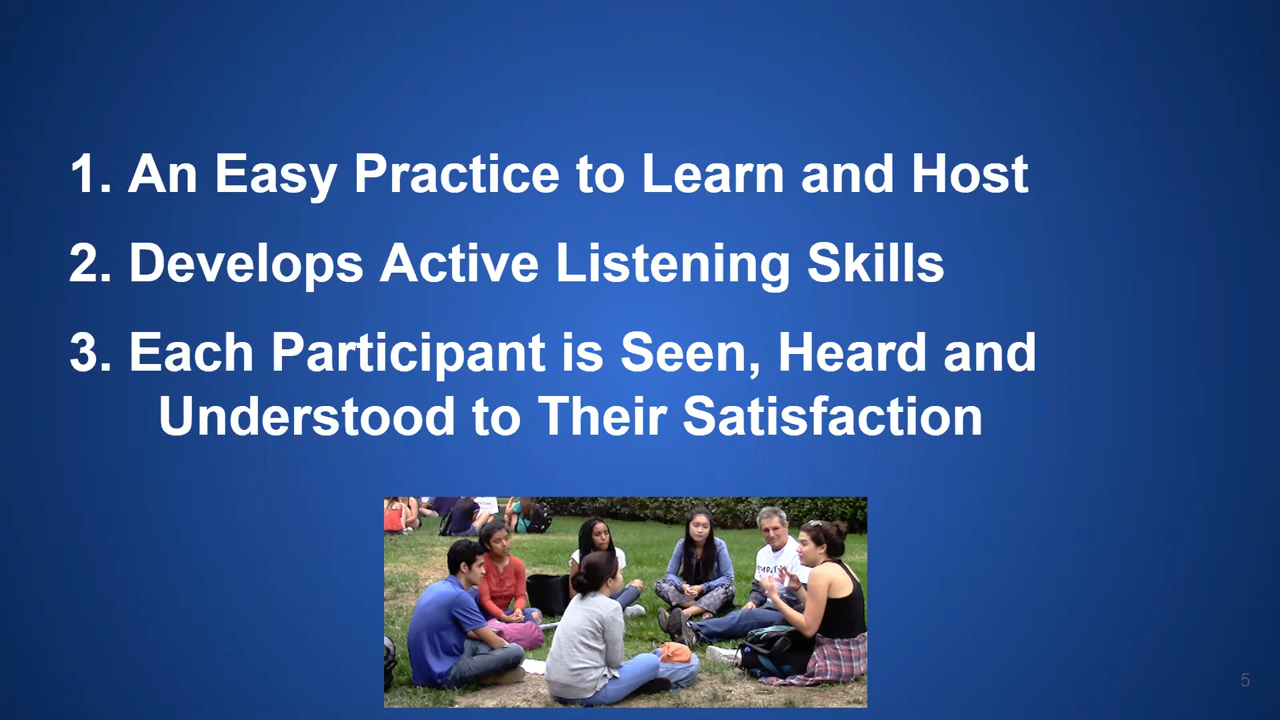 1. An Easy Practice to Learn and Host
2. Develops Active Listening Skills
3. Each Participant is Seen, Heard and
Understood to Their Satisfaction
5